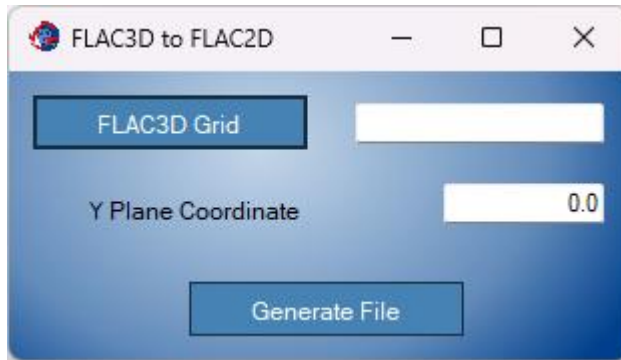 FLAC3D to FLAC2D
FLAC3D Grid
Y Plane Coordinate 0.0
Generate File